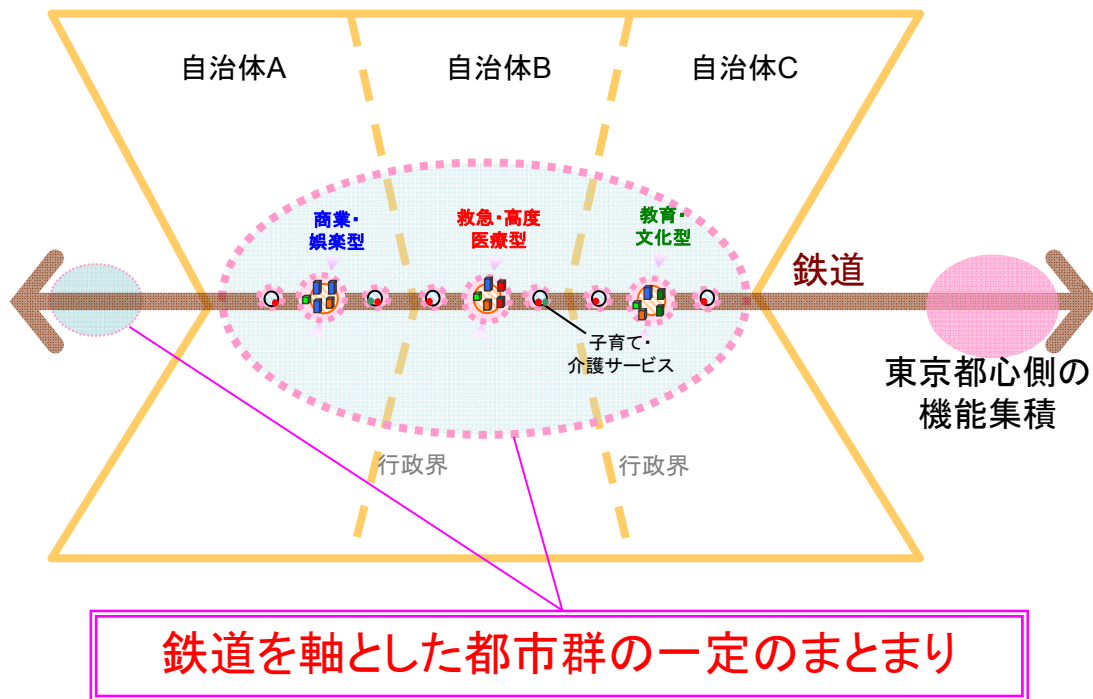 自治体A
自治体B
自治体C
商業・
娯楽型
救急・高度
医療型
教育・
文化型
鉄道
子育て・
介護サービス
東京都心側の
機能集積
行政界
行政界
鉄道を軸とした都市群の一定のまとまり